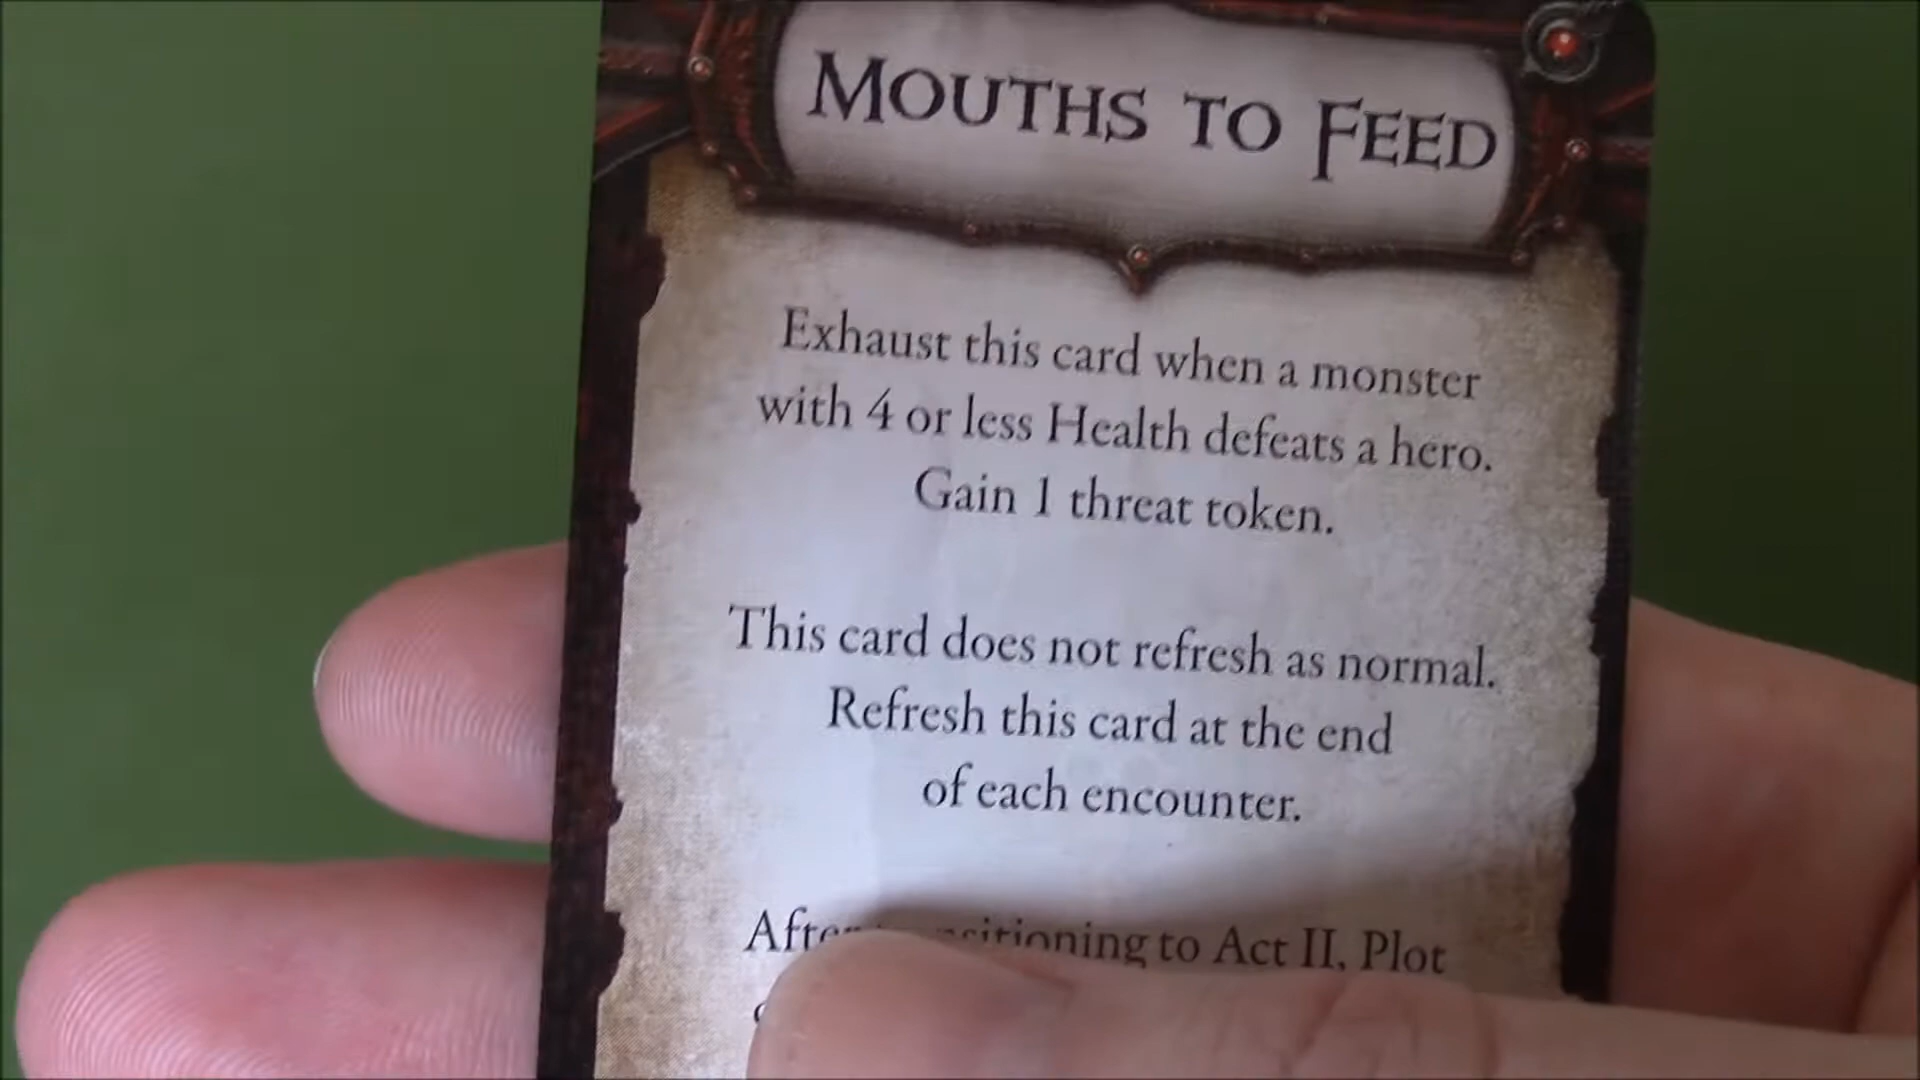 MOUTHS TO FEED
Exhaust this card when a monster
with 4 or less Health defeats a hero.
Gain 1 threat token.
This card does not refresh as normal.
Refresh this card at the end
of each encounter.
to Act II, Plot